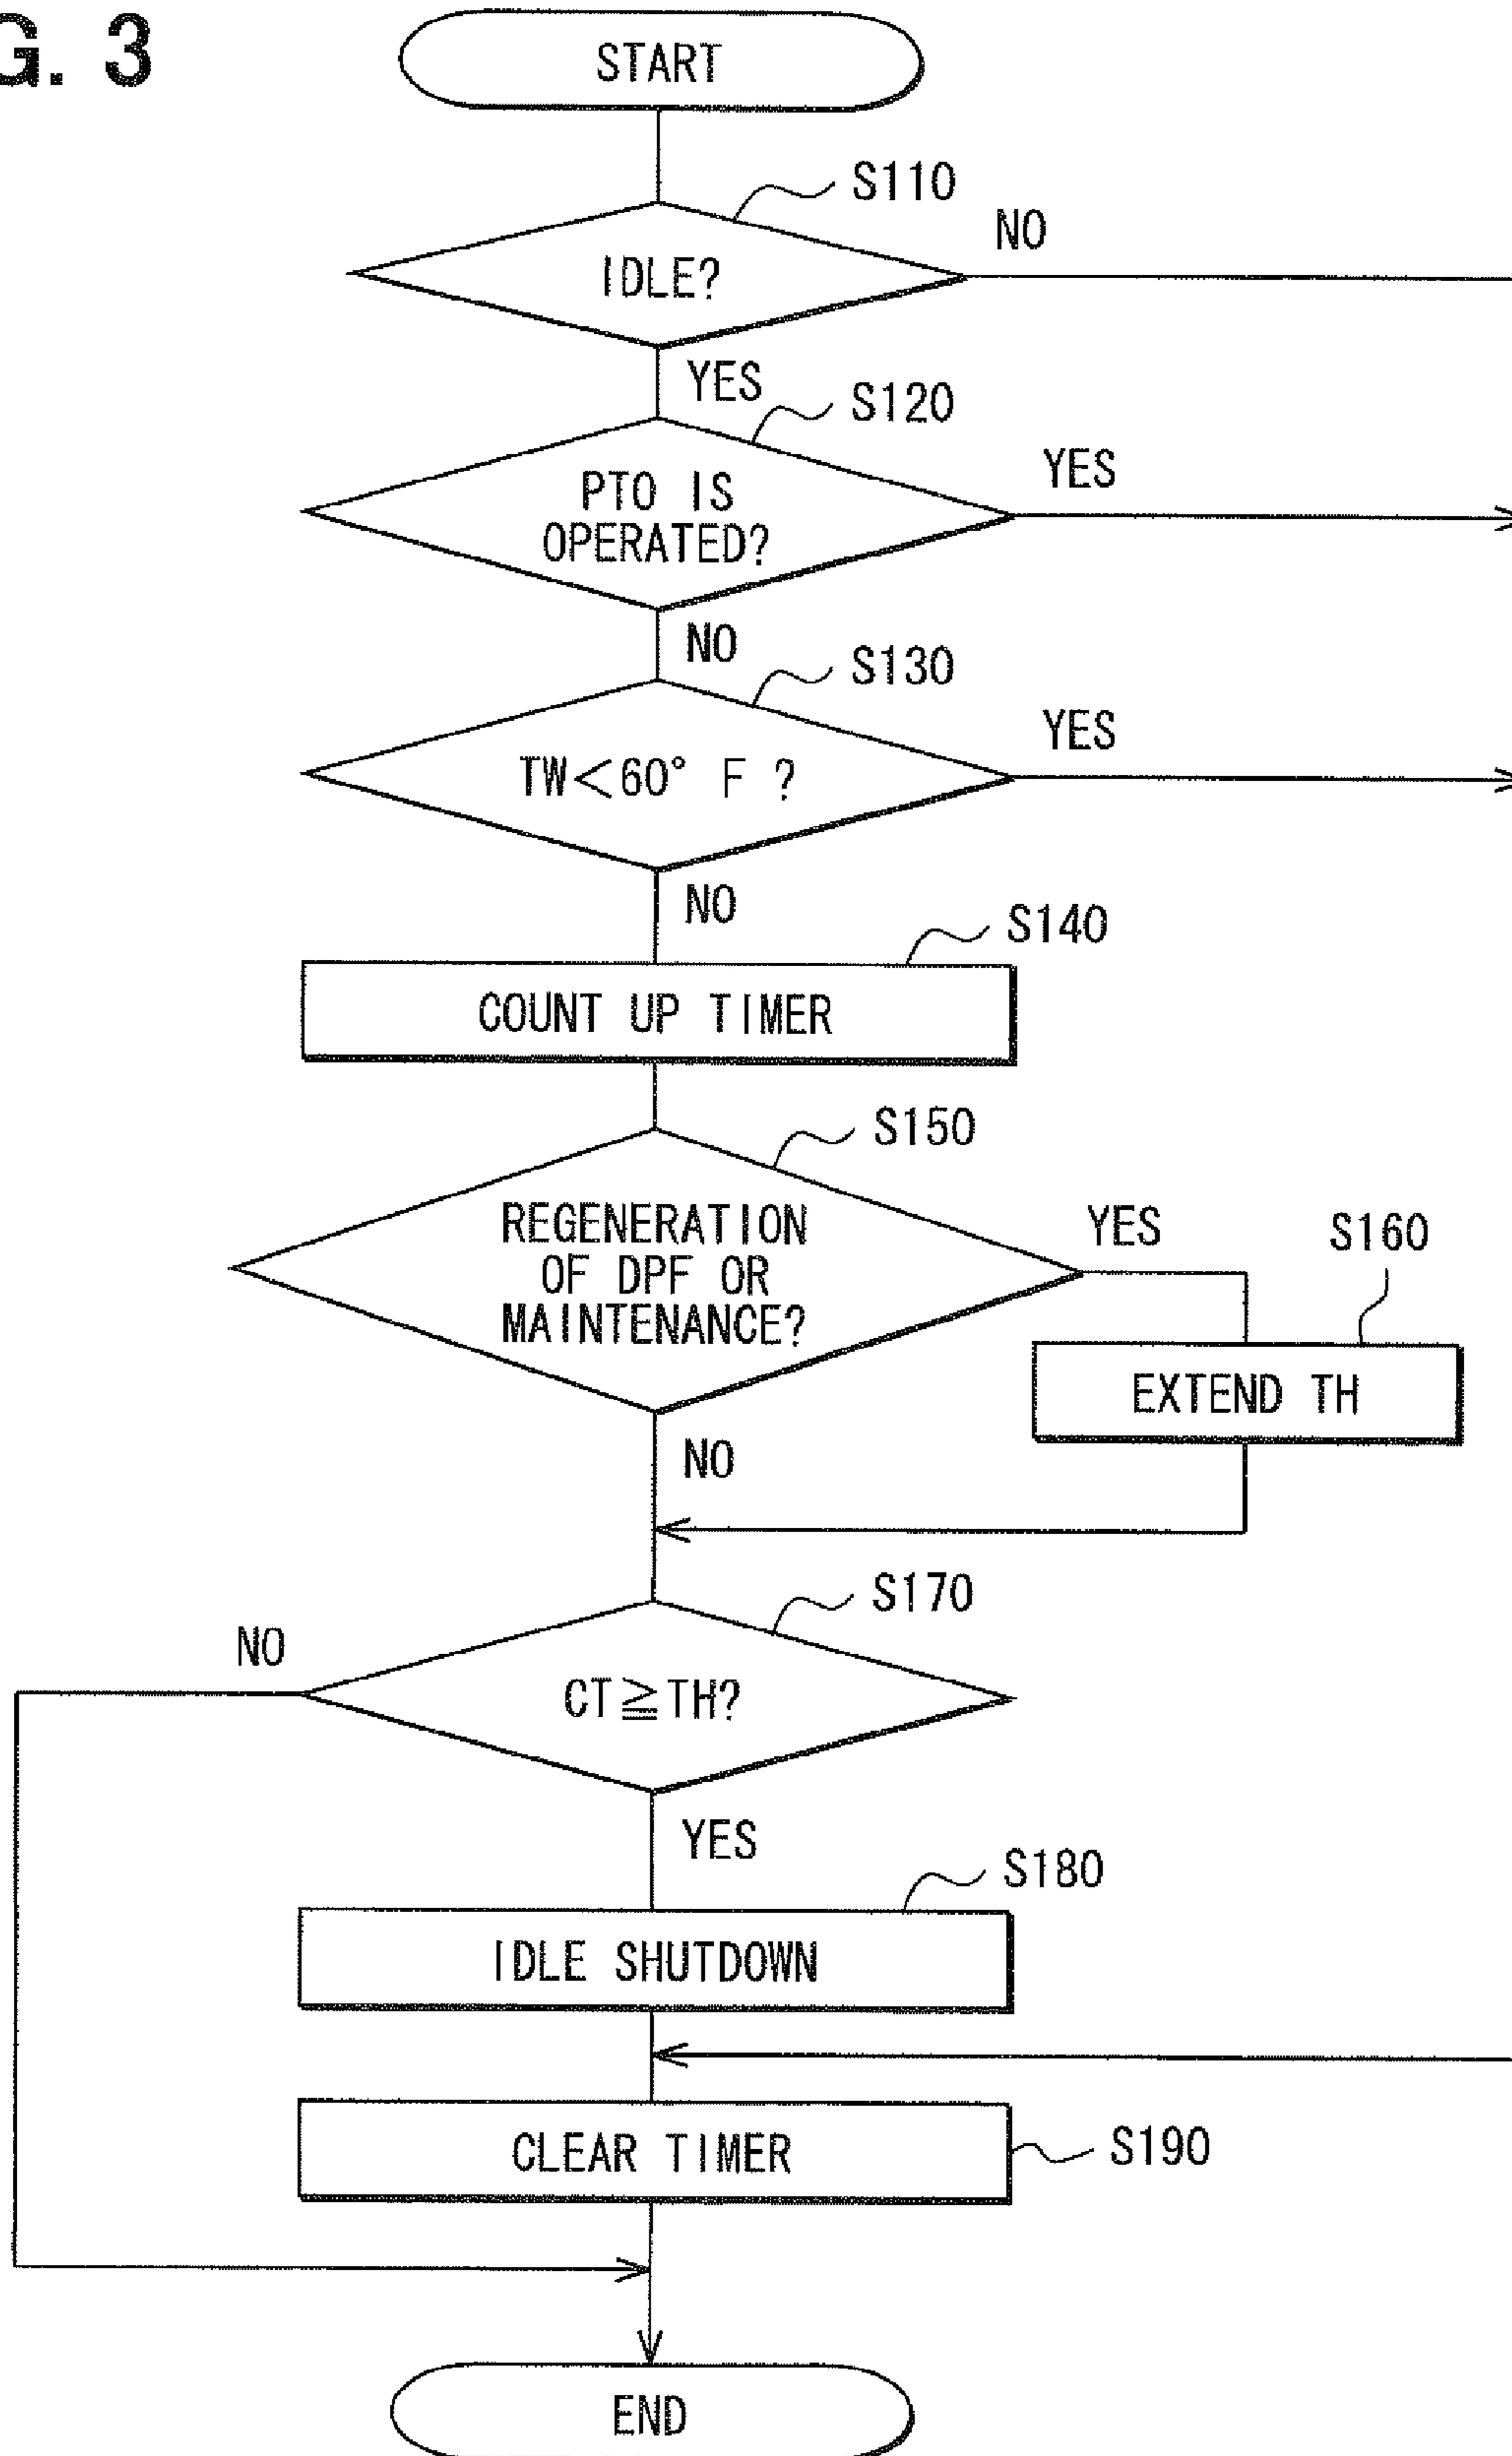 G. 3
START
S110
NO
IDLE?
YES
S120
YES
PTO IS
OPERATED?
NO
S130
YES
TW<60° F ?
NO
S140
COUNT UP TIMER
S150
YES
S160
REGENERATION
OF DPF OR
MAINTENANCE?
EXTEND TH
NO
S170
NO
CT≧TH?
YES
S180
IDLE SHUTDOWN
CLEAR TIMER
S190
END